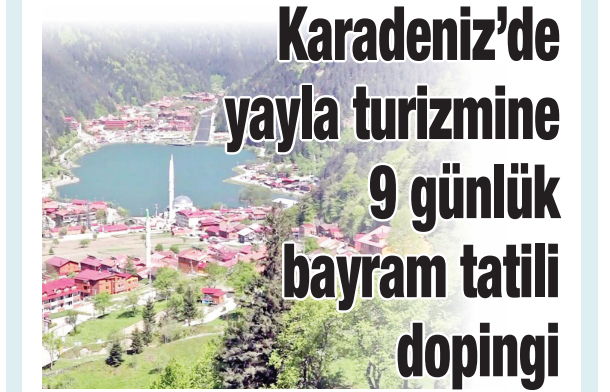 Karadeniz’de
yayla turizmine
9 günlük
bayram tatili
dopingi